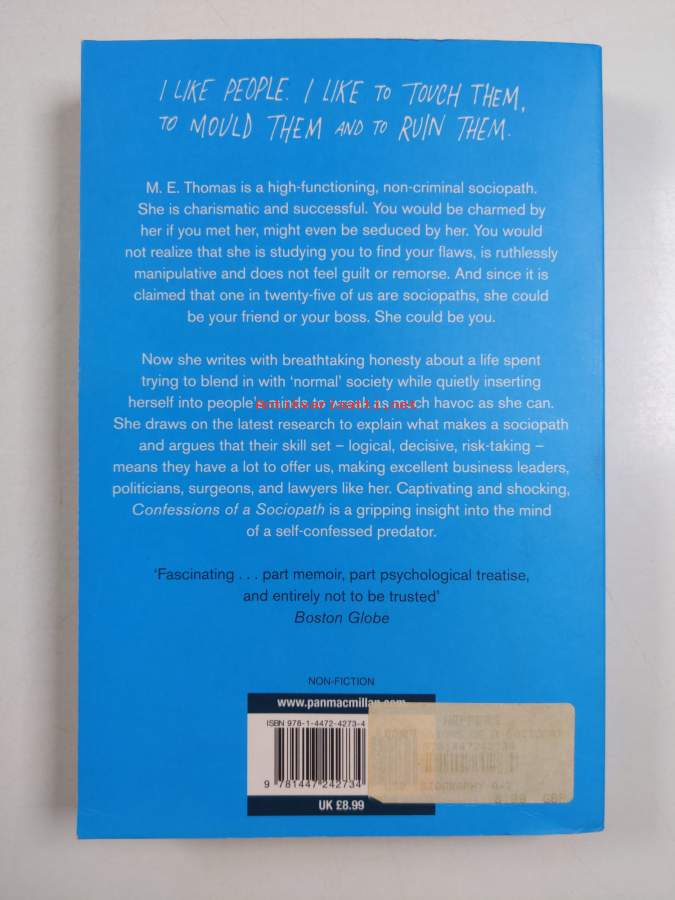 I LIKE PEOPLE. I LIKE TO TOUCH THEM,
TO MOULD THEM AND TO RUIN THEM.
M. E. Thomas is a high-functioning, non-criminal sociopath.
She is charismatic and successful. You would be charmed by
her if you met her, might even be seduced by her. You would
not realize that she is studying you to find your flaws, is ruthlessly
manipulative and does not feel guilt or remorse. And since it is
claimed that one in twenty-five of us are sociopaths, she could
be your friend or your boss. She could be you.
Now she writes with breathtaking honesty about a life spent
trying to blend in with ‘normal’ society while quietly inserting
herself into people's minds to wreak as much havoc as she can.
She draws on the latest research to explain what makes a sociopath
and argues that their skill set – logical, decisive, risk-taking –
means they have a lot to offer us, making excellent business leaders,
politicians, surgeons, and lawyers like her. Captivating and shocking,
Confessions of a Sociopath is a gripping insight into the mind
of a self-confessed predator.
‘Fascinating . . . part memoir, part psychological treatise,
and entirely not to be trusted’
Boston Globe
NON-FICTION
www.panmacmillan.com
ISBN 978-1-4472-4273-4
9 781447 242734
UK £8.99